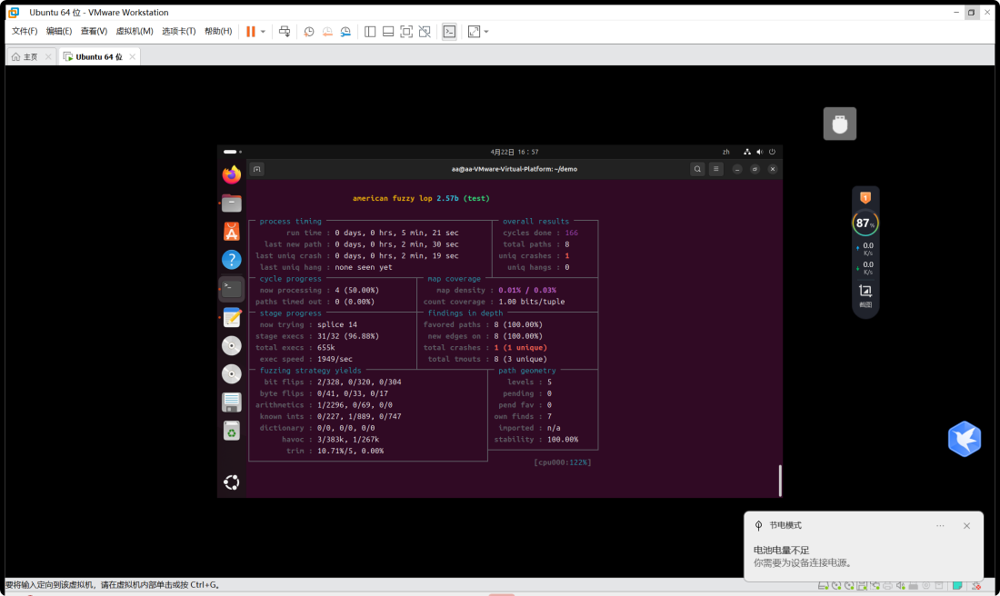 Ubuntu 64 位 - VMware Workstation
文件(F) 编辑(E) 查看(V) 虚拟机(M) 选项卡(T) 帮助(H)
主页 Ubuntu 64 位
4月22日 16：57 zh
aa@aa-VMware-Virtual-Platform: ~/demo
american fuzzy lop 2.57b (test)
process timing overall results
run time : 0 days, 0 hrs, 5 min, 21 sec cycles done : 166
last new path : 0 days, 0 hrs, 2 min, 30 sec total paths : 8
last uniq crash : 0 days, 0 hrs, 2 min, 19 sec uniq crashes : 1
last uniq hang : none seen yet uniq hangs : 0
cycle progress map coverage
now processing : 4 (50.00%) map density : 0.01% / 0.03%
paths timed out : 0 (0.00%) count coverage : 1.00 bits/tuple
stage progress findings in depth
now trying : splice 14 favored paths : 8 (100.00%)
stage execs : 31/32 (96.88%) new edges on : 8 (100.00%)
total execs : 655k total crashes : 1 (1 unique)
exec speed : 1949/sec total tmouts : 8 (3 unique)
fuzzing strategy yields path geometry
bit flips : 2/328, 0/320, 0/304 levels : 5
byte flips : 0/41, 0/33, 0/17 pending : 0
arithmetics : 1/2296, 0/69, 0/0 pend fav : 0
known ints : 0/227, 1/889, 0/747 own finds : 7
dictionary : 0/0, 0/0, 0/0 imported : n/a
havoc : 3/383k, 1/267k stability : 100.00%
trim : 10.71%/5, 0.00%
[cpu000:122%]
1
87%
0.0
K/s
0.0
K/s
截图
节电模式
电池电量不足
你需要为设备连接电源。
要将输入定向到该虚拟机，请在虚拟机内部单击或按 Ctrl+G。